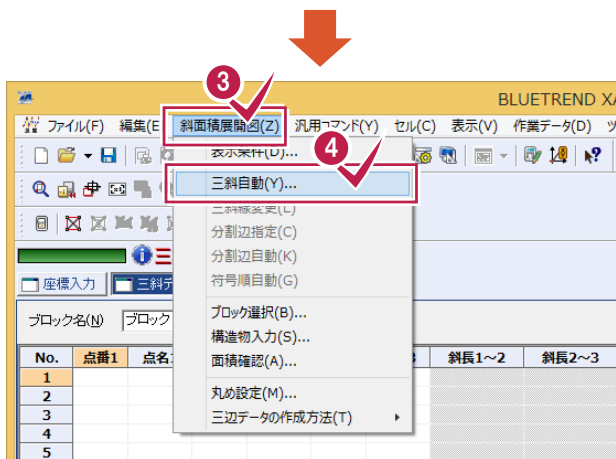 3
BLUETREND XA
ファイル(F) 編集(E 斜面積展開図(Z) 汎用コマンド(Y) セル(C) 表示(V) 作業データ(D) ツ
表示条件(D)...
4
三斜自動(Y)...
三斜線変更(L)
分割辺指定(C)
分割辺自動(K)
符号順自動(G)
三
座標入力 三斜デ
ブロック選択(B)...
ブロック名(N) ブロック
構造物入力(S)...
面積確認(A)...
No. 点番1 点名 斜長1～2 斜長2～3
1
丸め設定(M)...
2
三辺データの作成方法(T)
3
4
5